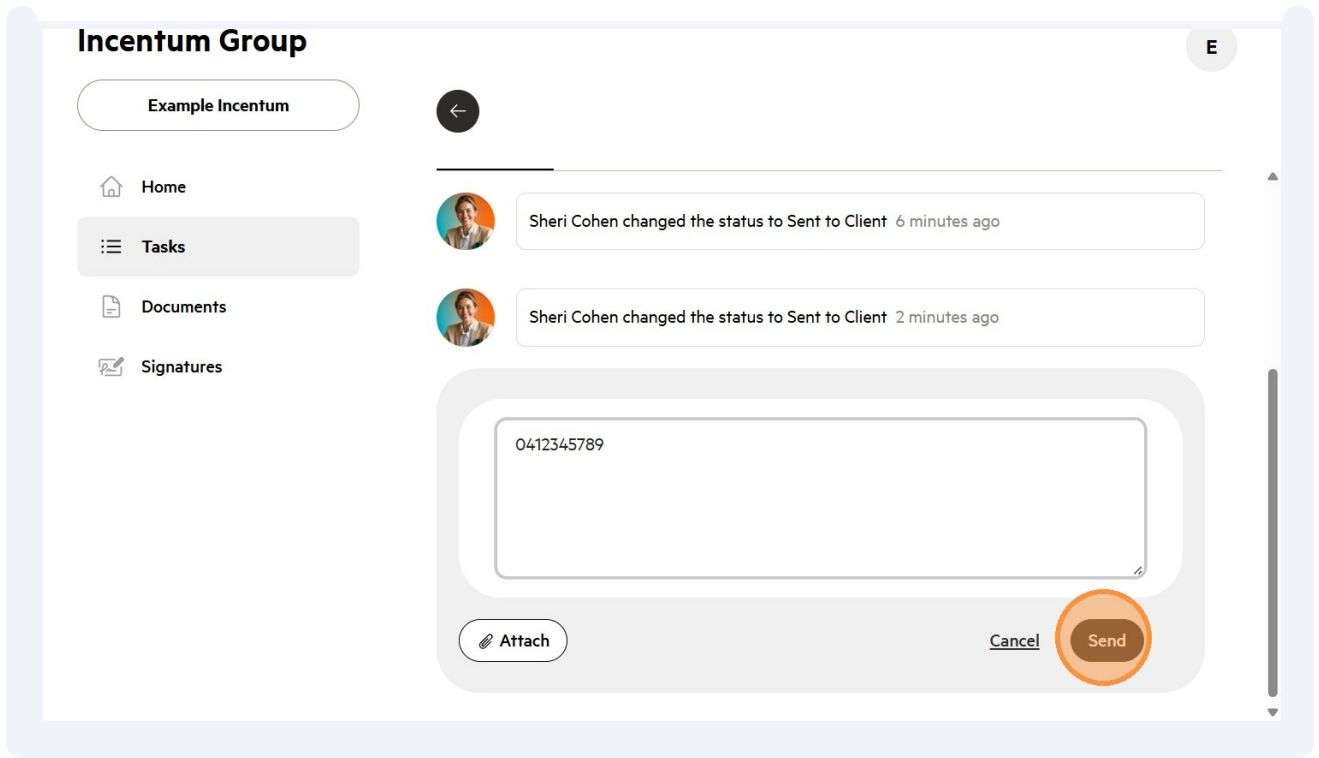 Incentum Group
E
Example Incentum
Home
Tasks
Documents
Signatures
Sheri Cohen changed the status to Sent to Client 6 minutes ago
Sheri Cohen changed the status to Sent to Client 2 minutes ago
0412345789
Attach
Cancel
Send